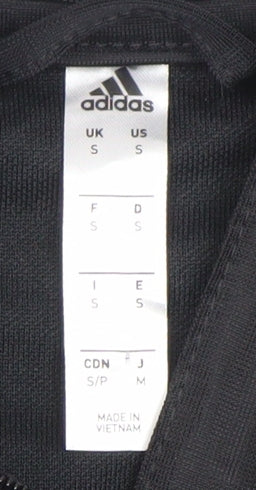 adidas
UK US
S S
F D
S S
I E
S S
CDN J
S/P M
MADE IN
VIETNAM